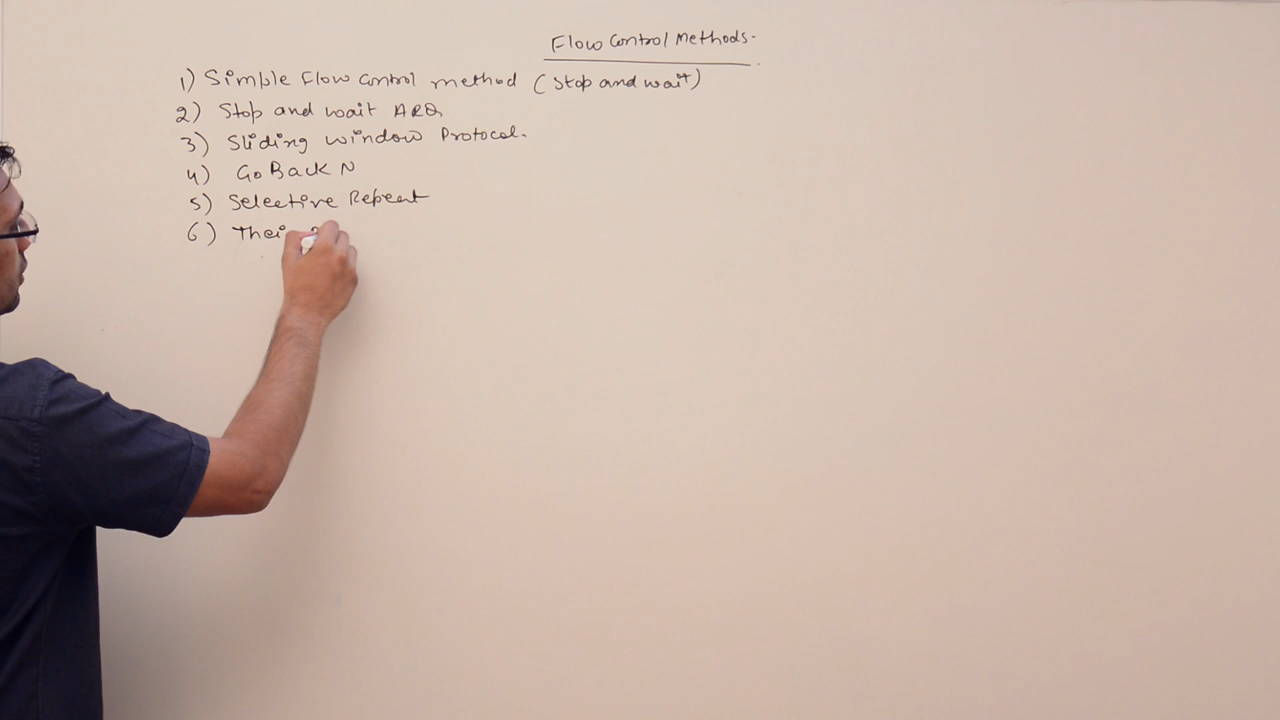 Flow Control Methods.
1) Simple Flow Control method (Stop and wait)
2) Stop and wait ARQ
3) Sliding window Protocol.
4) Go Back N
5) Selective Repeat
6) Thei